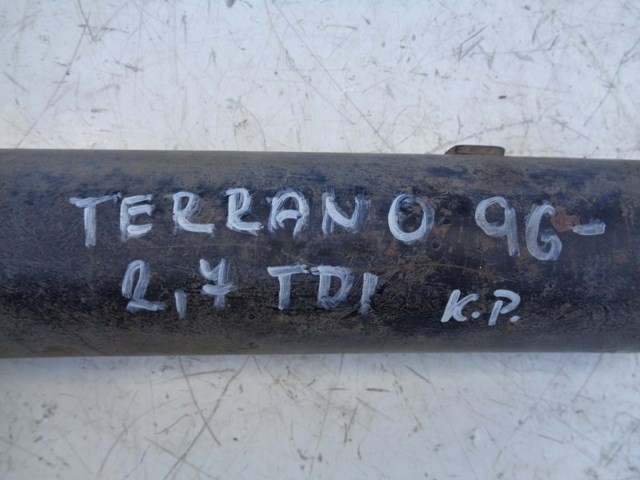 TERRANO 96-
2,7 TDI K.P.